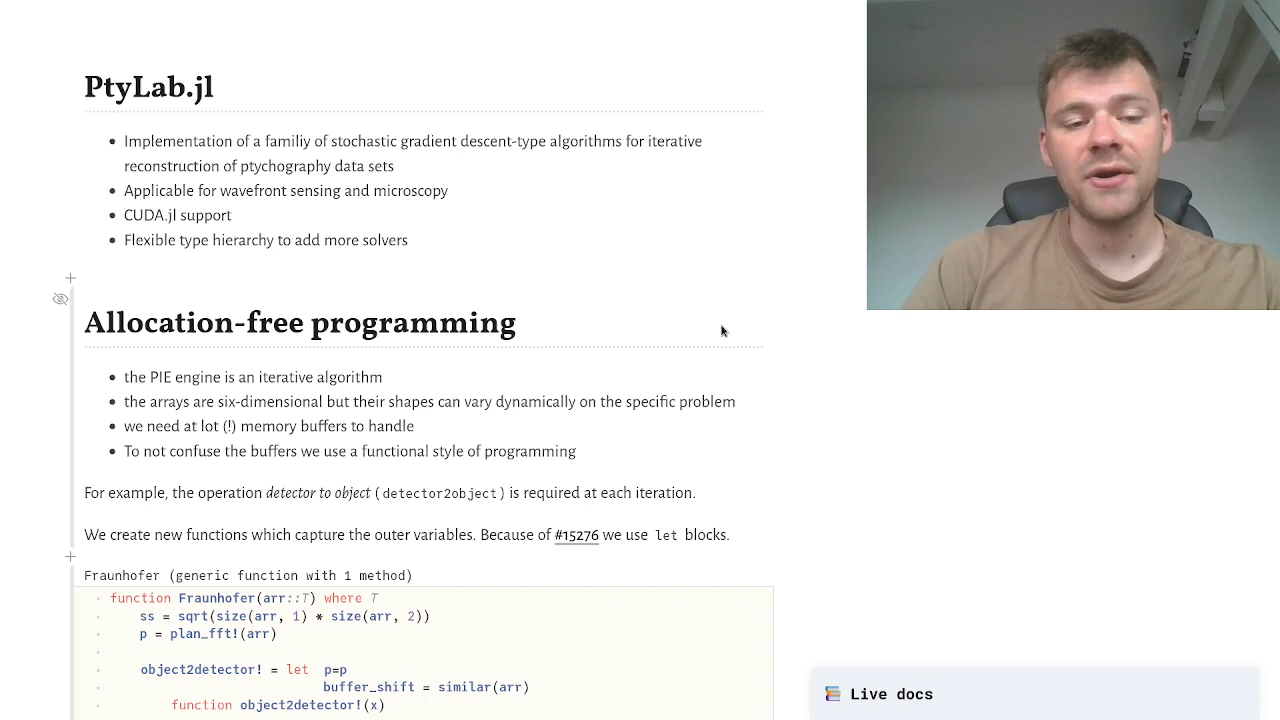 PtyLab.jl
Implementation of a familiy of stochastic gradient descent-type algorithms for iterative
reconstruction of ptychography data sets
Applicable for wavefront sensing and microscopy
CUDA.jl support
Flexible type hierarchy to add more solvers
Allocation-free programming
the PIE engine is an iterative algorithm
the arrays are six-dimensional but their shapes can vary dynamically on the specific problem
we need at lot (!) memory buffers to handle
To not confuse the buffers we use a functional style of programming
For example, the operation detector to object (detector2object) is required at each iteration.
We create new functions which capture the outer variables. Because of #15276 we use let blocks.
Fraunhofer (generic function with 1 method)
function Fraunhofer(arr::T) where T
ss = sqrt(size(arr, 1) * size(arr, 2))
p = plan_fft!(arr)
object2detector! = let p=p
buffer_shift = similar(arr)
function object2detector!(x)
Live docs